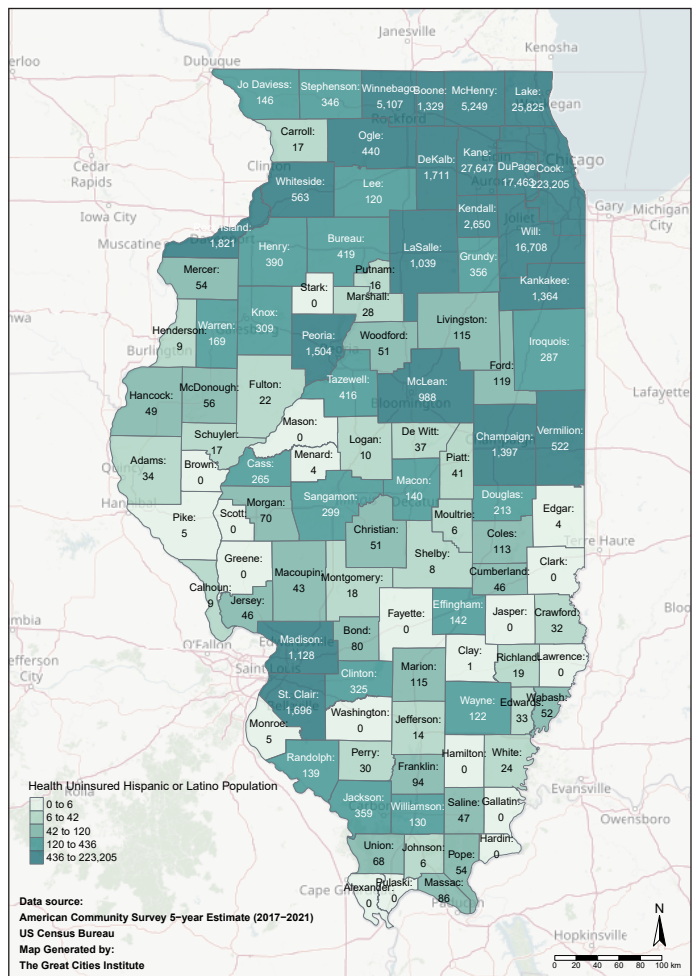 Janesville
Dubuque
Kenosha
Jo Daviess:
146
Stephenson:
346
Winnebago:
5,107
Boone:
1,329
McHenry:
5,249
Lake:
25,825
Rockford
Carroll:
17
Ogle:
440
DeKalb:
1,711
Kane:
27,647
DuPage:
17,463
Cook:
223,205
Chicago
Cedar
Rapids
Clinton
Whiteside:
563
Lee:
120
Kendall:
2,650
Joliet
Will:
16,708
Gary
Michigan
City
Iowa City
Muscatine
Island:
1,821
Henry:
390
Bureau:
419
LaSalle:
1,039
Grundy:
356
Kankakee:
1,364
Mercer:
54
Putnam:
16
Stark:
0
Marshall:
28
Henderson:
9
Warren:
169
Knox:
309
Peoria:
1,504
Woodford:
51
Livingston:
115
Iroquois:
287
Burlington
Ford:
119
Hancock:
49
McDonough:
56
Fulton:
22
Tazewell:
416
McLean:
988
Bloomington
Lafayette
Mason:
0
Schuyler:
17
Logan:
10
De Witt:
37
Champaign:
1,397
Vermilion:
522
Adams:
34
Brown:
0
Cass:
265
Menard:
4
Piatt:
41
Hannibal
Macon:
140
Pike:
5
Scott:
0
Morgan:
70
Sangamon:
299
Christian:
51
Moultrie:
6
Douglas:
213
Edgar:
4
Coles:
113
Terre Haute
Greene:
0
Macoupin:
43
Montgomery:
18
Shelby:
8
Cumberland:
46
Clark:
0
Calhoun:
9
Jersey:
46
Fayette:
0
Effingham:
142
Jasper:
0
Crawford:
32
O'Fallon
Madison:
1,128
Bond:
80
Jefferson
City
Saint Louis
Clinton:
325
Marion:
115
Clay:
1
Richland:
19
Lawrence:
0
St. Clair:
1,696
Monroe:
5
Washington:
0
Jefferson:
14
Wayne:
122
Edwards:
33
Wabash:
52
Randolph:
139
Perry:
30
Franklin:
94
Hamilton:
0
White:
24
Evansville
Owensboro
Jackson:
359
Williamson:
130
Saline:
47
Gallatin:
0
Union:
68
Johnson:
6
Pope:
54
Hardin:
0
Alexander:
0
Pulaski:
0
Massac:
86
Paducah
Hopkinsville
Rolla
Health Uninsured Hispanic or Latino Population
0 to 6
6 to 42
42 to 120
120 to 436
436 to 223,205
Data source:
American Community Survey 5−year Estimate (2017−2021)
US Census Bureau
Map Generated by:
The Great Cities Institute
N
0 20 40 60 80 100 km